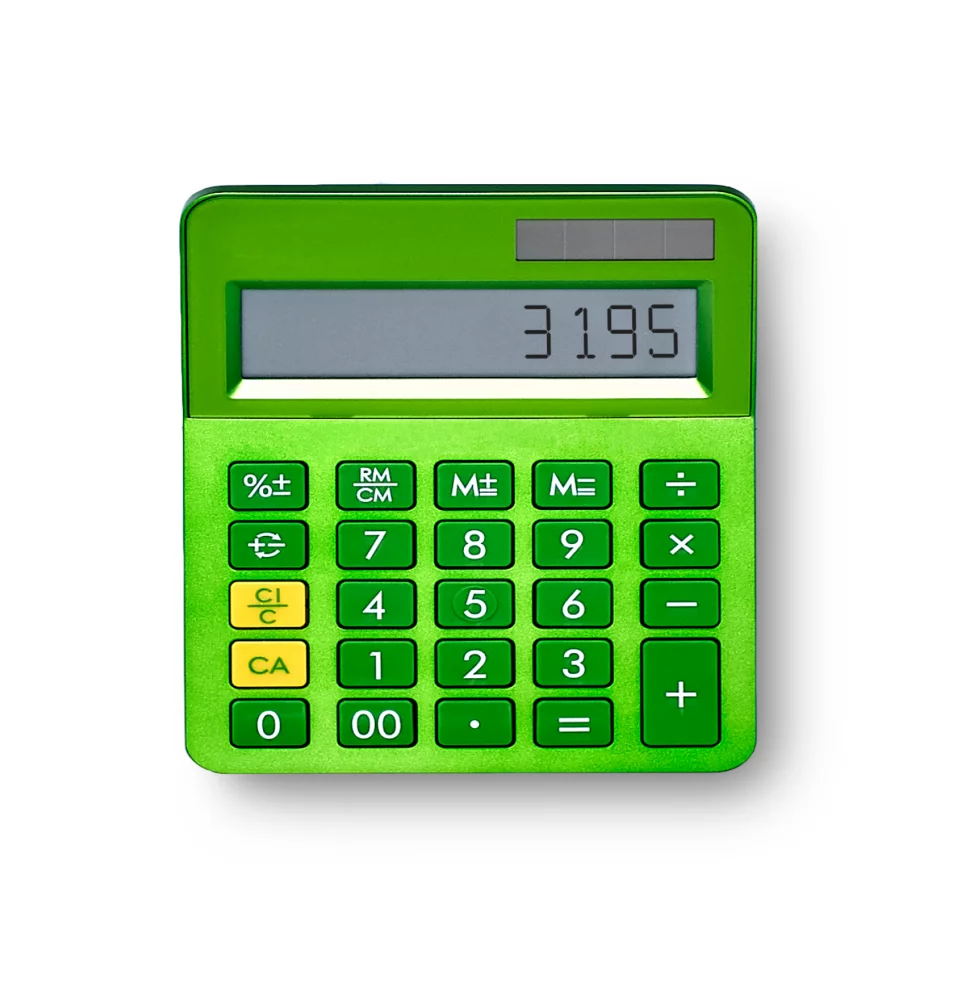 3195
%± RM/CM M± M= ÷
7 8 9 ×
CI/C 4 5 6 −
CA 1 2 3 +
0 00 . =